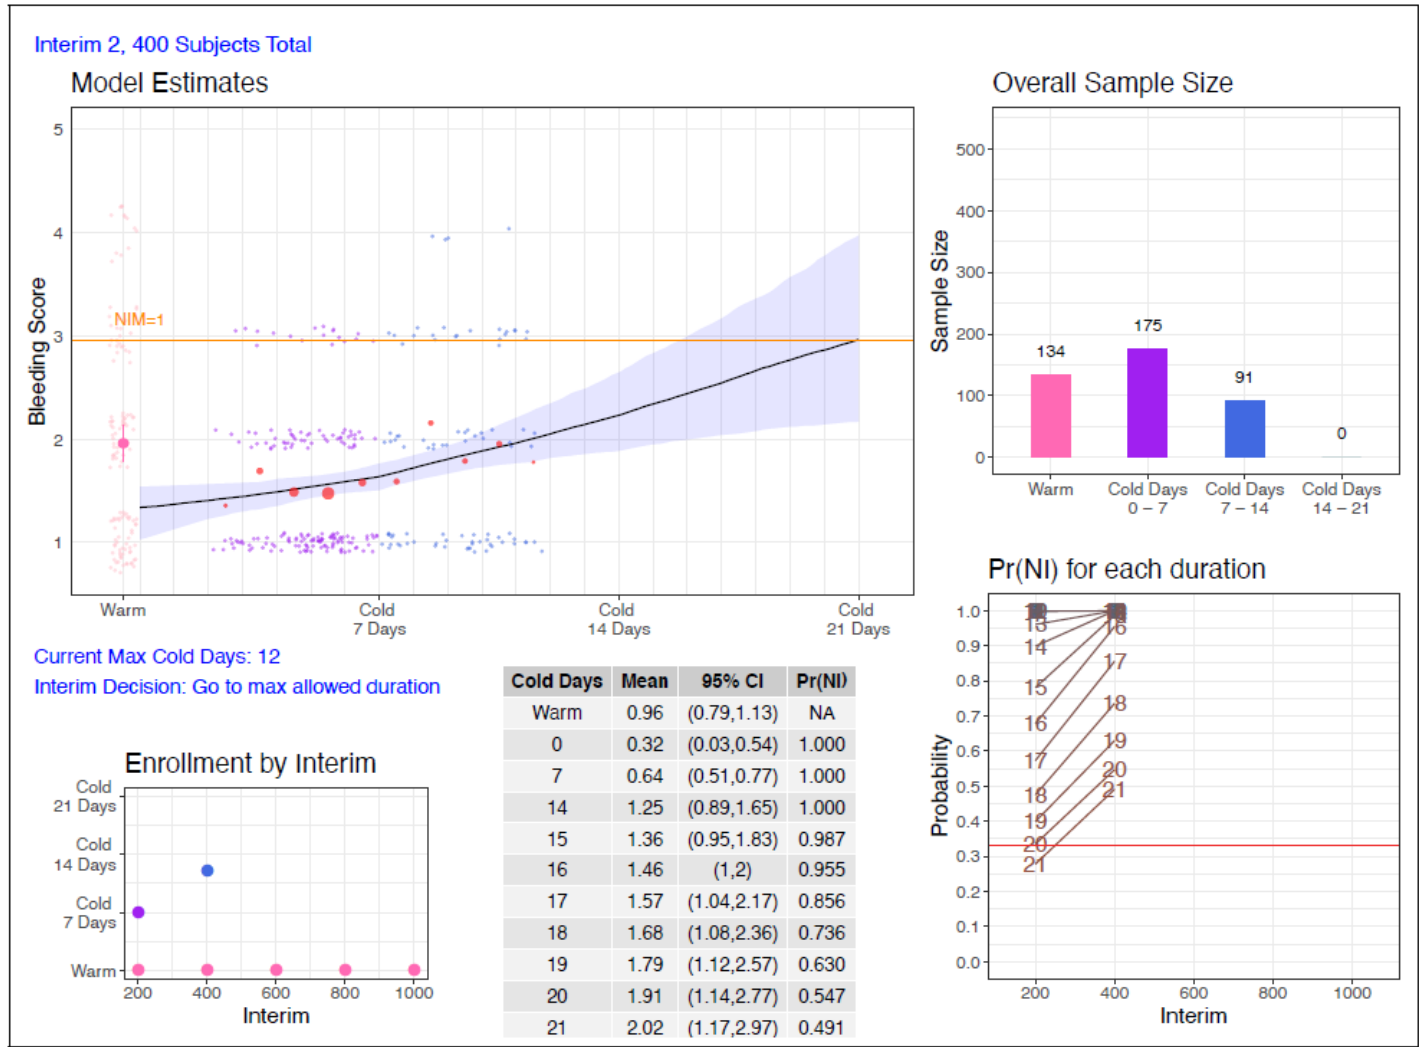 Interim 2, 400 Subjects Total
Model Estimates
Bleeding Score
5
4
3
2
1
NIM=1
Warm
Cold
7 Days
Cold
14 Days
Cold
21 Days
Overall Sample Size
Sample Size
500
400
300
200
100
0
134
175
91
0
Warm
Cold Days
0 – 7
Cold Days
7 – 14
Cold Days
14 – 21
Current Max Cold Days: 12
Interim Decision: Go to max allowed duration
Enrollment by Interim
Cold
21 Days
Cold
14 Days
Cold
7 Days
Warm
200 400 600 800 1000
Interim
Cold Days Mean 95% CI Pr(NI)
Warm 0.96 (0.79,1.13) NA
0 0.32 (0.03,0.54) 1.000
7 0.64 (0.51,0.77) 1.000
14 1.25 (0.89,1.65) 1.000
15 1.36 (0.95,1.83) 0.987
16 1.46 (1,2) 0.955
17 1.57 (1.04,2.17) 0.856
18 1.68 (1.08,2.36) 0.736
19 1.79 (1.12,2.57) 0.630
20 1.91 (1.14,2.77) 0.547
21 2.02 (1.17,2.97) 0.491
Pr(NI) for each duration
Probability
1.0
0.9
0.8
0.7
0.6
0.5
0.4
0.3
0.2
0.1
0.0
13
14
15
16
17
18
19
20
21
16
17
18
19
20
21
200 400 600 800 1000
Interim